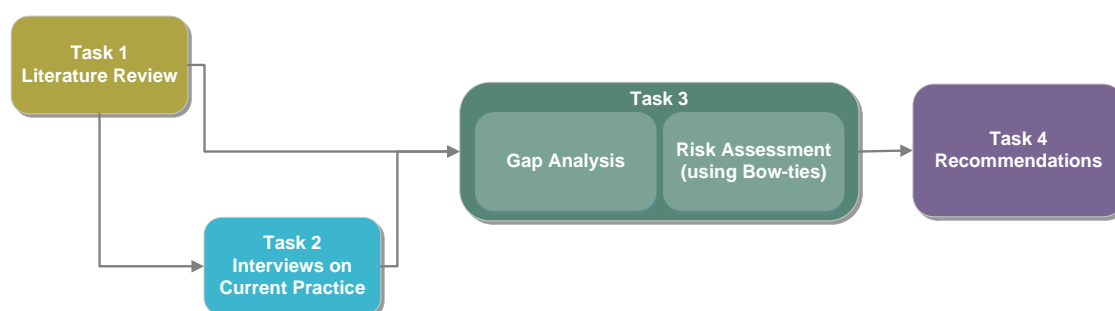 Task 1
Literature Review
Task 2
Interviews on
Current Practice
Task 3
Gap Analysis
Risk Assessment
(using Bow-ties)
Task 4
Recommendations